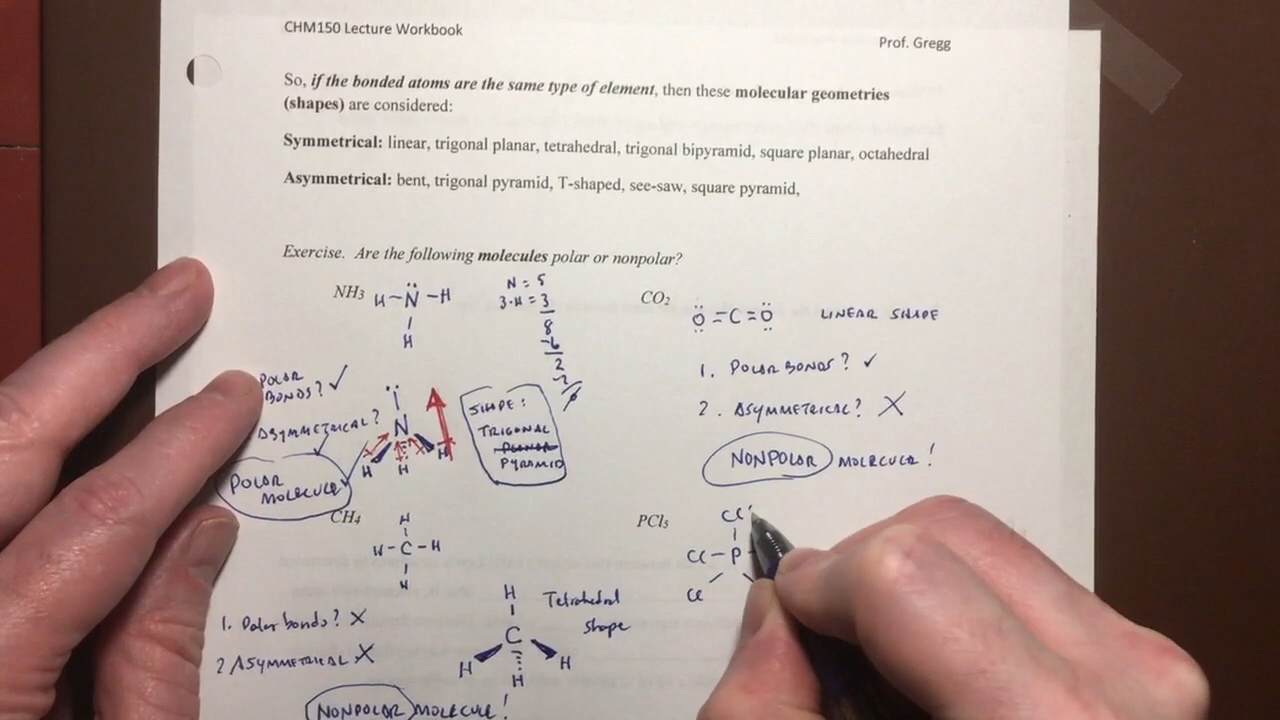 CHM150 Lecture Workbook
Prof. Gregg
So, if the bonded atoms are the same type of element, then these molecular geometries
(shapes) are considered:
Symmetrical: linear, trigonal planar, tetrahedral, trigonal bipyramid, square planar, octahedral
Asymmetrical: bent, trigonal pyramid, T-shaped, see-saw, square pyramid,
Exercise. Are the following molecules polar or nonpolar?
NH3
H-N-H
H
N = 5
3·H = 3
8
-6
2
-2
POLAR
BONDS? ✓
ASYMMETRICAL?
POLAR
MOLECULE
N
H H H
SHAPE:
TRIGONAL
PLANAR
PYRAMID
CO2
O=C=O LINEAR SHAPE
1. POLAR BONDS? ✓
2. ASYMMETRICAL? X
NONPOLAR MOLECULE!
CH4
H
H-C-H
H
1. Polar bonds? X
2 ASYMMETRICAL X
NONPOLAR MOLECULE!
H
C
H H
H
Tetrahedral
Shape
PCl5
Cl
Cl-P
Cl